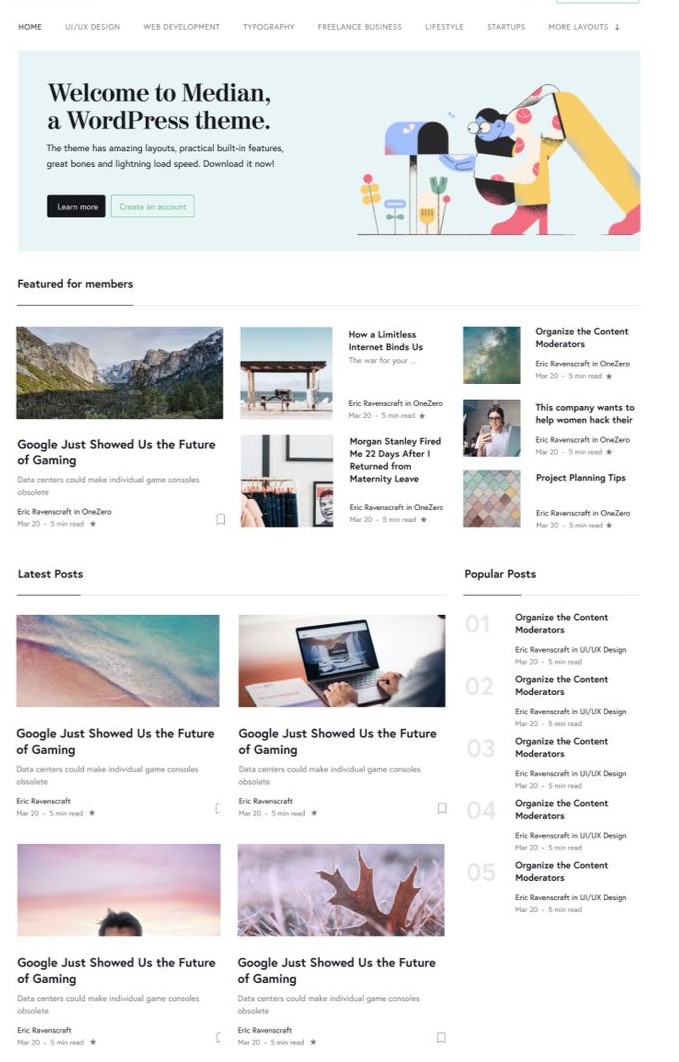 HOME UI/UX DESIGN WEB DEVELOPMENT TYPOGRAPHY FREELANCE BUSINESS LIFESTYLE STARTUPS MORE LAYOUTS ↓
Welcome to Median,
a WordPress theme.
The theme has amazing layouts, practical built-in features,
great bones and lightning load speed. Download it now!
Learn more Create an account
Featured for members
Google Just Showed Us the Future
of Gaming
Data centers could make individual game consoles
obsolete
Eric Ravenscraft in OneZero
Mar 20 - 5 min read ★
How a Limitless
Internet Binds Us
The war for your ...
Eric Ravenscraft in OneZero
Mar 20 - 5 min read ★
Morgan Stanley Fired
Me 22 Days After I
Returned from
Maternity Leave
Eric Ravenscraft in OneZero
Mar 20 - 5 min read ★
Organize the Content
Moderators
Eric Ravenscraft in OneZero
Mar 20 - 5 min read ★
This company wants to
help women hack their
Eric Ravenscraft in OneZero
Mar 20 - 5 min read ★
Project Planning Tips
Eric Ravenscraft in OneZero
Mar 20 - 5 min read ★
Latest Posts
Google Just Showed Us the Future
of Gaming
Data centers could make individual game consoles
obsolete
Eric Ravenscraft
Mar 20 - 5 min read ★
Google Just Showed Us the Future
of Gaming
Data centers could make individual game consoles
obsolete
Eric Ravenscraft
Mar 20 - 5 min read ★
Google Just Showed Us the Future
of Gaming
Data centers could make individual game consoles
obsolete
Eric Ravenscraft
Mar 20 - 5 min read ★
Google Just Showed Us the Future
of Gaming
Data centers could make individual game consoles
obsolete
Eric Ravenscraft
Mar 20 - 5 min read ★
Popular Posts
01
Organize the Content
Moderators
Eric Ravenscraft in UI/UX Design
Mar 20 - 5 min read
02
Organize the Content
Moderators
Eric Ravenscraft in UI/UX Design
Mar 20 - 5 min read
03
Organize the Content
Moderators
Eric Ravenscraft in UI/UX Design
Mar 20 - 5 min read
04
Organize the Content
Moderators
Eric Ravenscraft in UI/UX Design
Mar 20 - 5 min read
05
Organize the Content
Moderators
Eric Ravenscraft in UI/UX Design
Mar 20 - 5 min read